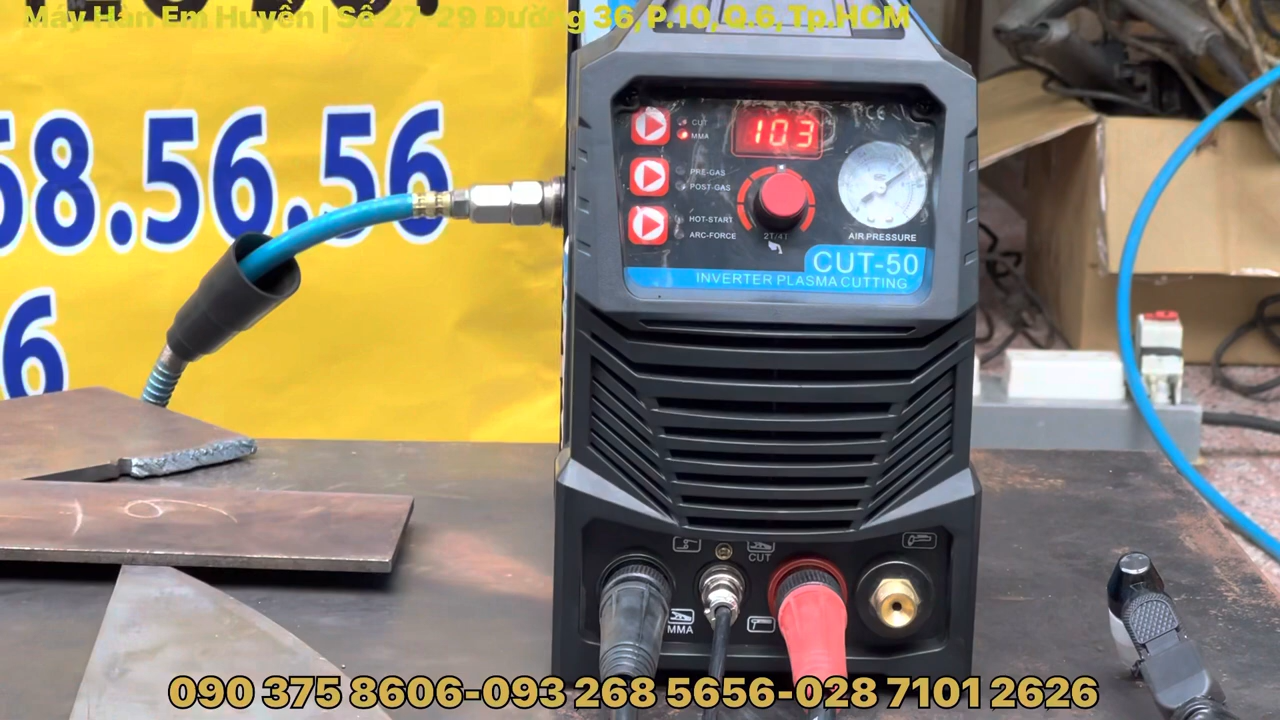 Máy Hàn Em Huyền | Số 27-29 Đường 36, P.10, Q.6, Tp.HCM
68.56.56
6
CUT
MMA
103
CE
PRE-GAS
POST-GAS
HOT-START
ARC-FORCE
2T/4T
AIR PRESSURE
CUT-50
INVERTER PLASMA CUTTING
CUT
MMA
090 375 8606-093 268 5656-028 7101 2626